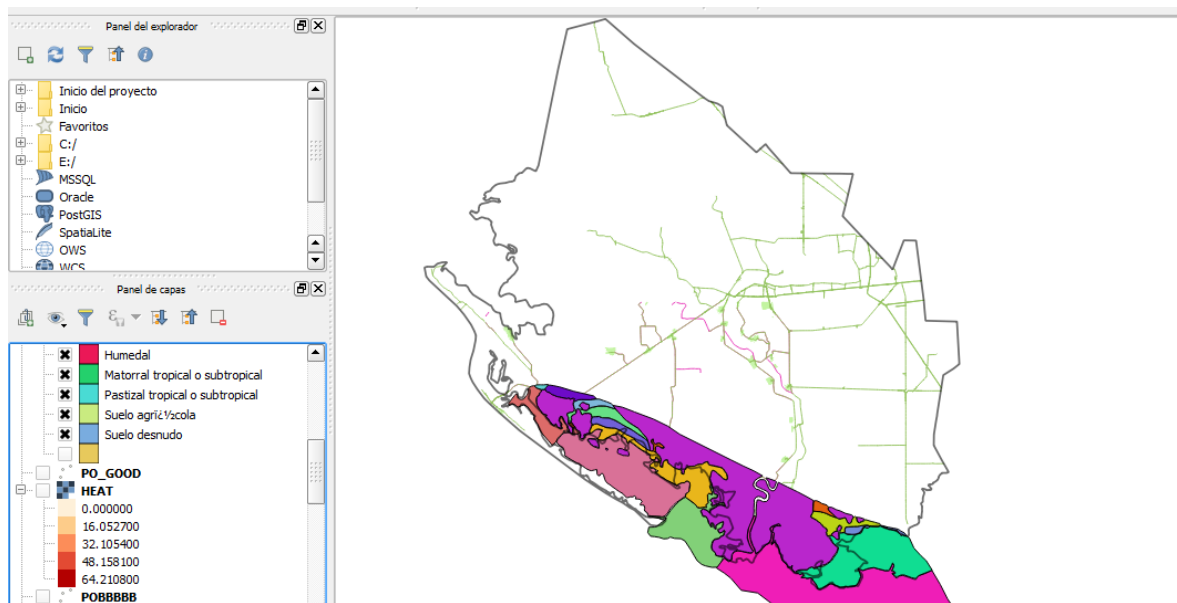 Panel del explorador
Inicio del proyecto
Inicio
Favoritos
C:/
E:/
MSSQL
Oracle
PostGIS
SpatiaLite
OWS
WCS
Panel de capas
Humedal
Matorral tropical o subtropical
Pastizal tropical o subtropical
Suelo agrï¿½cola
Suelo desnudo
PO_GOOD
HEAT
0.000000
16.052700
32.105400
48.158100
64.210800
POBBBBB